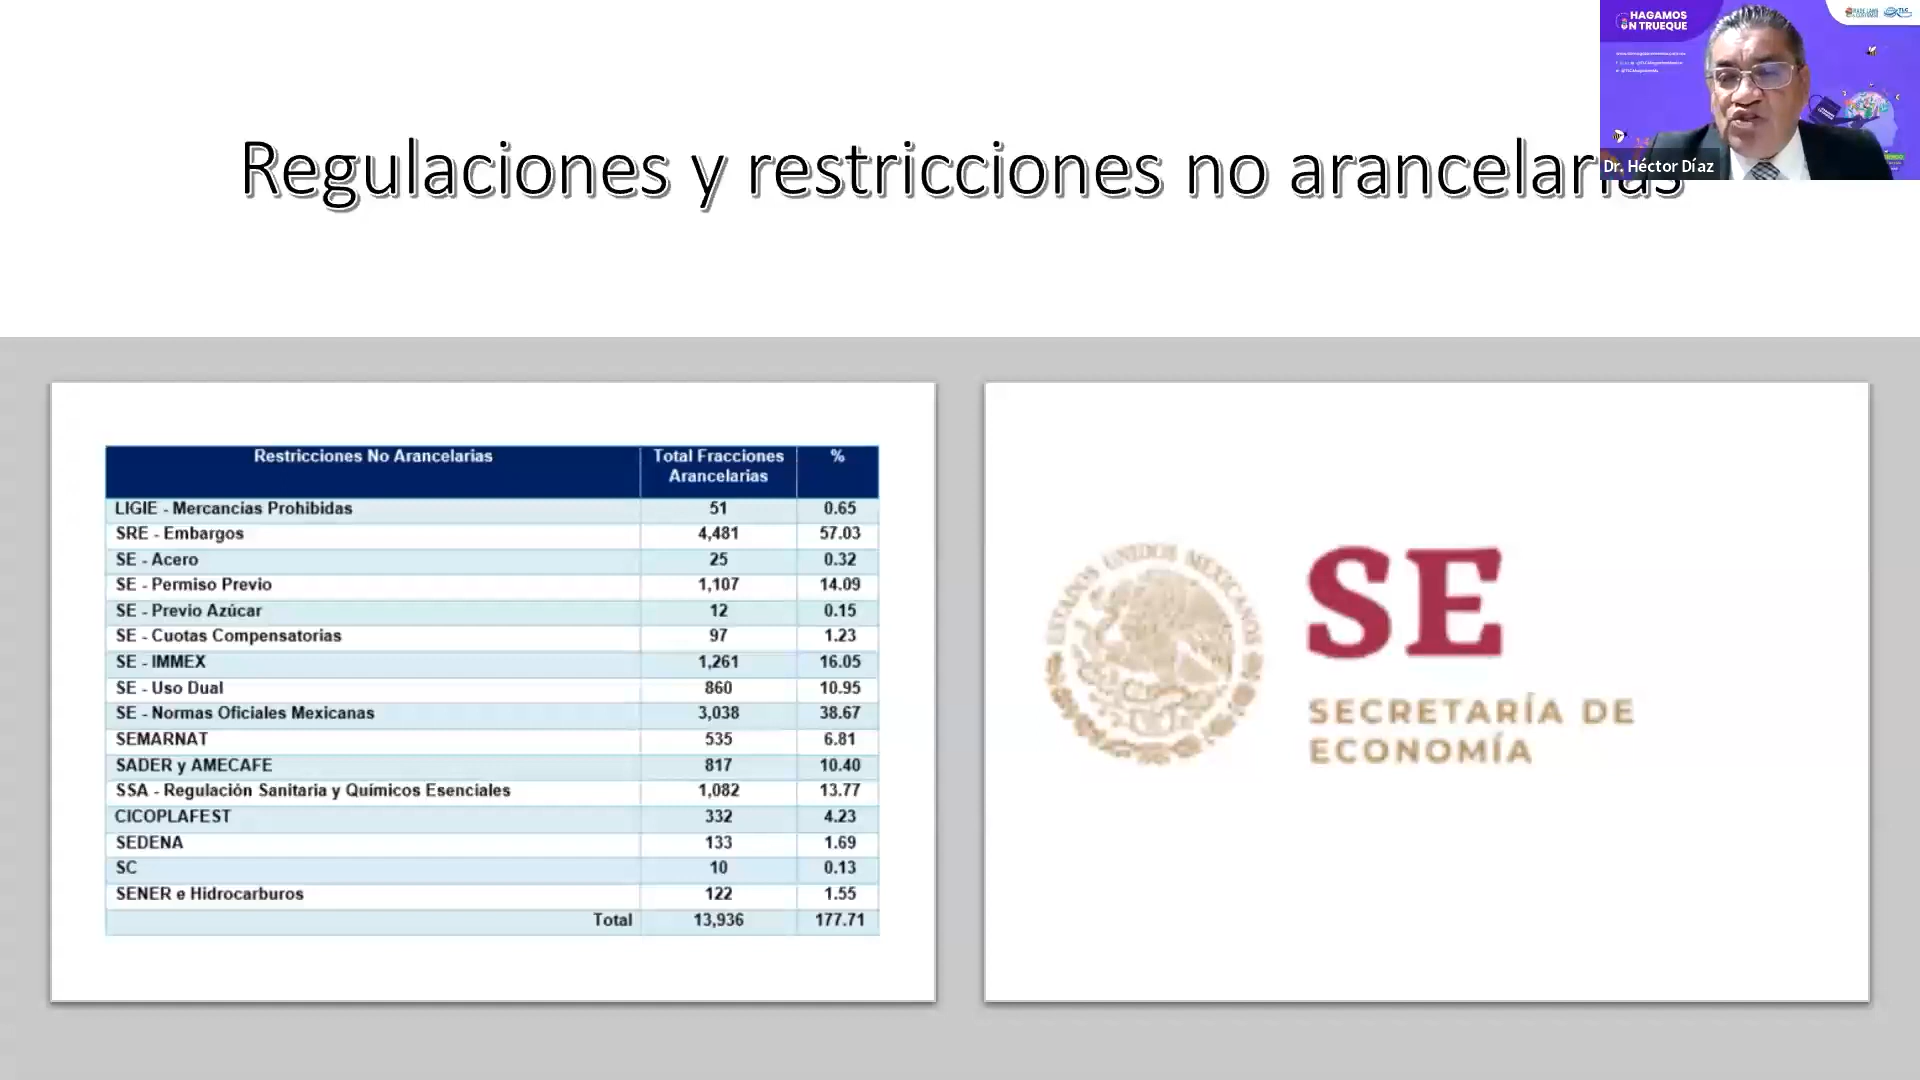 Regulaciones y restricciones no arancelarias
HAGAMOS
UN TRUEQUE
Dr. Héctor Díaz
Restricciones No Arancelarias Total Fracciones Arancelarias %
LIGIE - Mercancias Prohibidas 51 0.65
SRE - Embargos 4,481 57.03
SE - Acero 25 0.32
SE - Permiso Previo 1,107 14.09
SE - Previo Azúcar 12 0.15
SE - Cuotas Compensatorias 97 1.23
SE - IMMEX 1,261 16.05
SE - Uso Dual 860 10.95
SE - Normas Oficiales Mexicanas 3,038 38.67
SEMARNAT 535 6.81
SADER y AMECAFE 817 10.40
SSA - Regulación Sanitaria y Químicos Esenciales 1,082 13.77
CICOPLAFEST 332 4.23
SEDENA 133 1.69
SC 10 0.13
SENER e Hidrocarburos 122 1.55
Total 13,936 177.71
ESTADOS UNIDOS MEXICANOS
SE
SECRETARÍA DE
ECONOMÍA